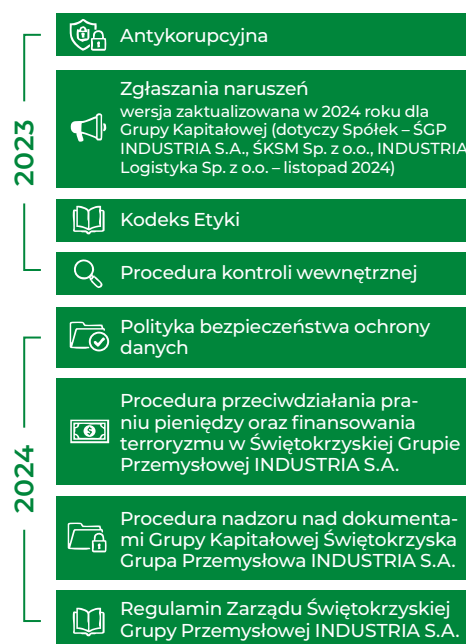 2023
Antykorupcyjna
Zgłaszania naruszeń
wersja zaktualizowana w 2024 roku dla
Grupy Kapitałowej (dotyczy Spółek – ŚGP
INDUSTRIA S.A., ŚKSM Sp. z o.o., INDUSTRIA
Logistyka Sp. z o.o. – listopad 2024)
Kodeks Etyki
Procedura kontroli wewnętrznej
2024
Polityka bezpieczeństwa ochrony
danych
Procedura przeciwdziałania pra-
niu pieniędzy oraz finansowania
terroryzmu w Świętokrzyskiej Grupie
Przemysłowej INDUSTRIA S.A.
Procedura nadzoru nad dokumenta-
mi Grupy Kapitałowej Świętokrzyska
Grupa Przemysłowa INDUSTRIA S.A.
Regulamin Zarządu Świętokrzyskiej
Grupy Przemysłowej INDUSTRIA S.A.